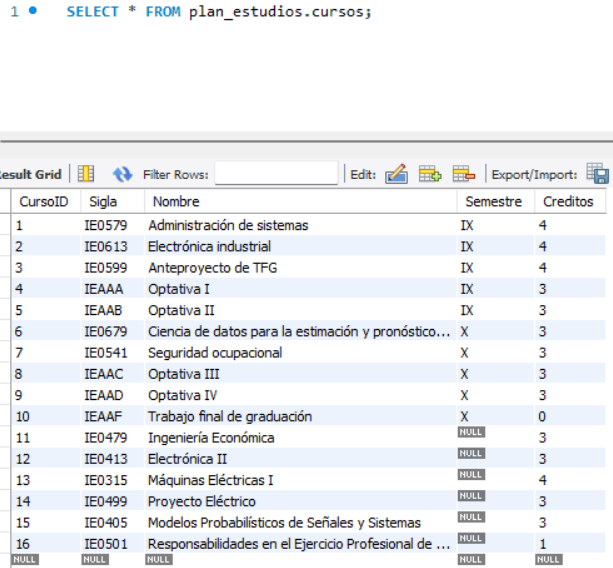 1 SELECT * FROM plan_estudios.cursos;
Result Grid Filter Rows: Edit: Export/Import:
CursoID Sigla Nombre Semestre Creditos
1 IE0579 Administración de sistemas IX 4
2 IE0613 Electrónica industrial IX 4
3 IE0599 Anteproyecto de TFG IX 4
4 IEAAA Optativa I IX 3
5 IEAAB Optativa II IX 3
6 IE0679 Ciencia de datos para la estimación y pronóstico... X 3
7 IE0541 Seguridad ocupacional X 3
8 IEAAC Optativa III X 3
9 IEAAD Optativa IV X 3
10 IEAAF Trabajo final de graduación X 0
11 IE0479 Ingeniería Económica NULL 3
12 IE0413 Electrónica II NULL 3
13 IE0315 Máquinas Eléctricas I NULL 4
14 IE0499 Proyecto Eléctrico NULL 3
15 IE0405 Modelos Probabilísticos de Señales y Sistemas NULL 3
16 IE0501 Responsabilidades en el Ejercicio Profesional de ... NULL 1
NULL NULL NULL NULL NULL